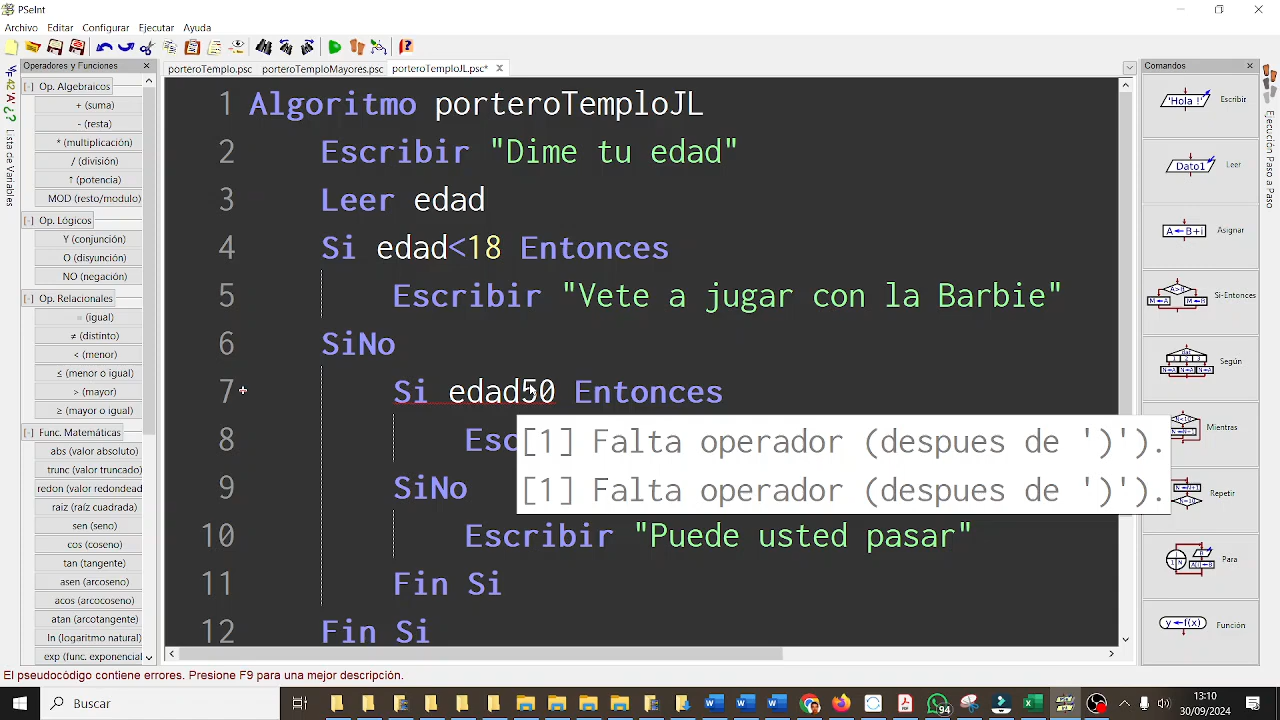 PSeInt
Archivo Editar Configurar Ejecutar Ayuda
Operadores y Funciones
porteroTemplo.psc porteroTemploMayores.psc porteroTemploJL.psc*
Comandos
Lista de Variables
Op. Algebraicos
+ (suma)
- (resta)
* (multiplicación)
/ (división)
↑ (potencia)
MOD (resto/modulo)
Op. Lógicos
Y (conjunción)
O (disyunción)
NO (negación)
Op. Relacionales
= (igual)
≠ (distinto)
< (menor)
≤ (menor o igual)
> (mayor)
≥ (mayor o igual)
Func. Matemáticas
abs (valor absoluto)
trunc (valor truncado)
redon (valor redondead
raiz (raíz cuadrada)
sen (seno)
cos (coseno)
tan (tangente)
asen (arcoseno)
acos (arcocoseno)
atan (arcotangente)
ln (logaritmo natural)
exp (func. exponencial
1 Algoritmo porteroTemploJL
2 Escribir "Dime tu edad"
3 Leer edad
4 Si edad<18 Entonces
5 Escribir "Vete a jugar con la Barbie"
6 SiNo
7 Si edad50 Entonces
8 Esc
[1] Falta operador (despues de ')').
[1] Falta operador (despues de ')').
9 SiNo
10 Escribir "Puede usted pasar"
11 Fin Si
12 Fin Si
'Hola !' Escribir
Dato1 Leer
A←B+i Asignar
Si-Entonces
Según
Mientras
Repetir
Para
y←f(x) Función
Ejecución Paso a Paso
El pseudocódigo contiene errores. Presione F9 para una mejor descripción.
Buscar
94
13:10
30/09/2024